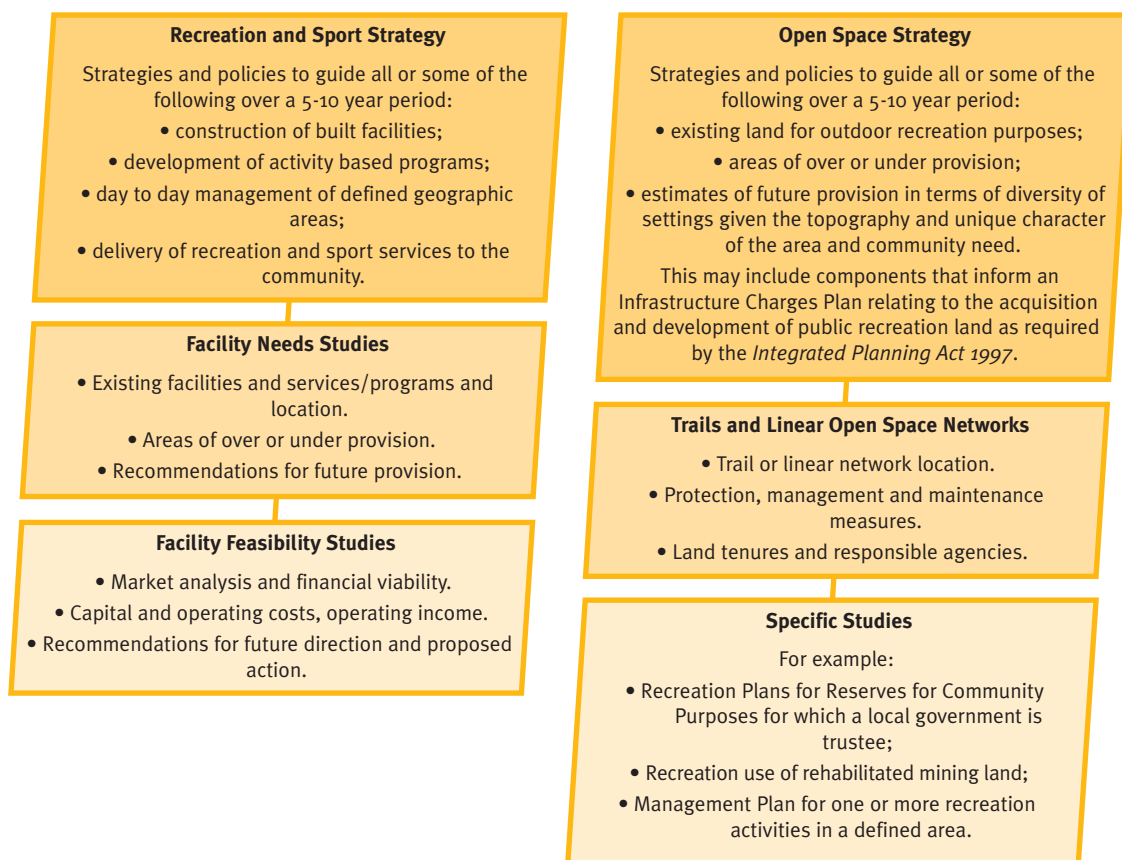 Recreation and Sport Strategy
Strategies and policies to guide all or some of the
following over a 5-10 year period:
• construction of built facilities;
• development of activity based programs;
• day to day management of defined geographic
areas;
• delivery of recreation and sport services to the
community.
Facility Needs Studies
• Existing facilities and services/programs and
location.
• Areas of over or under provision.
• Recommendations for future provision.
Facility Feasibility Studies
• Market analysis and financial viability.
• Capital and operating costs, operating income.
• Recommendations for future direction and proposed
action.
Open Space Strategy
Strategies and policies to guide all or some of the
following over a 5-10 year period:
• existing land for outdoor recreation purposes;
• areas of over or under provision;
• estimates of future provision in terms of diversity of
settings given the topography and unique character
of the area and community need.
This may include components that inform an
Infrastructure Charges Plan relating to the acquisition
and development of public recreation land as required
by the Integrated Planning Act 1997.
Trails and Linear Open Space Networks
• Trail or linear network location.
• Protection, management and maintenance
measures.
• Land tenures and responsible agencies.
Specific Studies
For example:
• Recreation Plans for Reserves for Community
Purposes for which a local government is
trustee;
• Recreation use of rehabilitated mining land;
• Management Plan for one or more recreation
activities in a defined area.